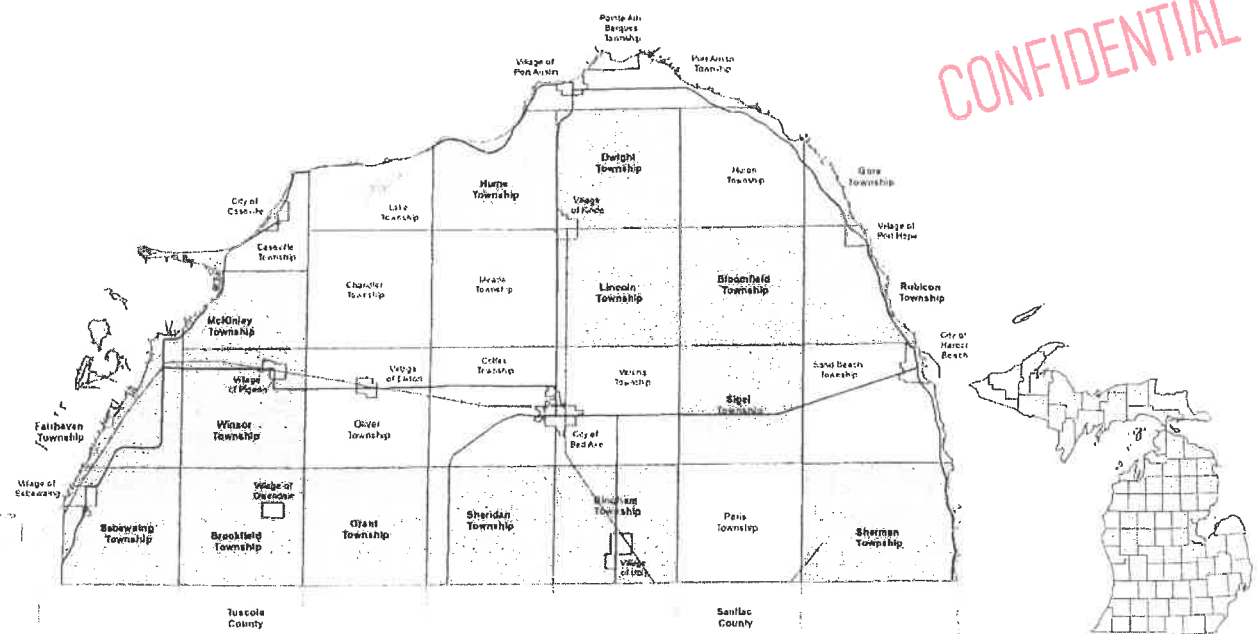 Pointe Aux
Barques
Township
Village of
Port Austin
Port Austin
Township
CONFIDENTIAL
Dwight
Township
Huron
Township
Gore
Township
Hume
Township
Lake
Township
City of
Caseville
Village
of Kinde
Village of
Port Hope
Caseville
Township
Chandler
Township
Meade
Township
Lincoln
Township
Bloomfield
Township
Rubicon
Township
McKinley
Township
City of
Harbor
Beach
Village
of Pigeon
Village
of Elkton
Colfax
Township
Verona
Township
Sand Beach
Township
Sigel
Township
Fairhaven
Township
Winsor
Township
Oliver
Township
City of
Bad Axe
Village of
Sebewaing
Village of
Owendale
Sebewaing
Township
Brookfield
Township
Grant
Township
Sheridan
Township
Bingham
Township
Paris
Township
Sherman
Township
Village
of Ubly
Tuscola
County
Sanilac
County